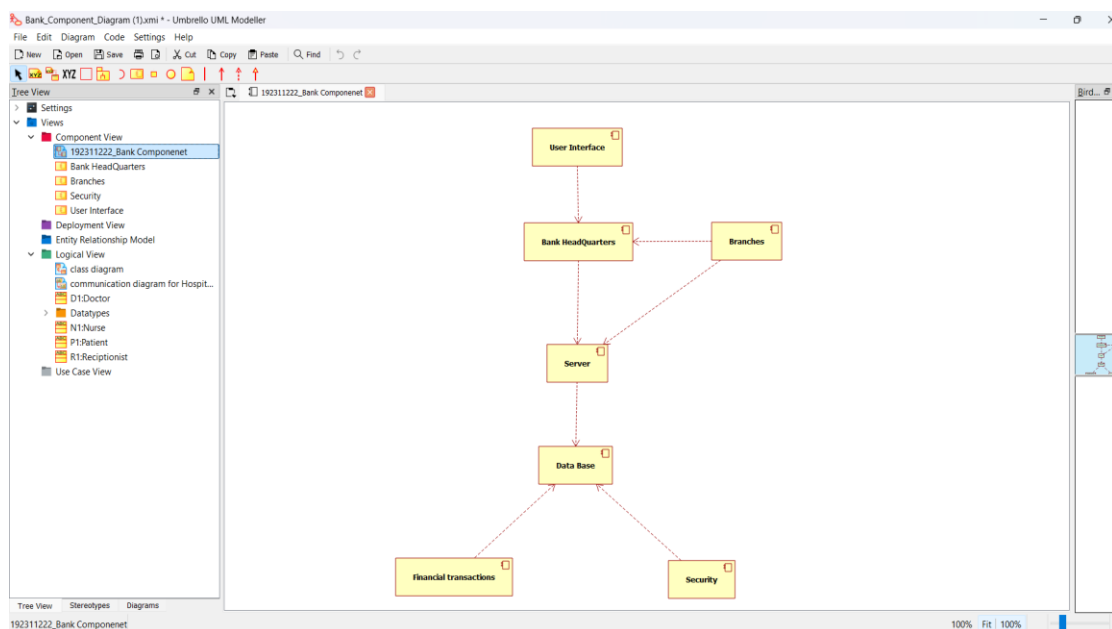 Bank_Component_Diagram (1).xmi * - Umbrello UML Modeller
File Edit Diagram Code Settings Help
New Open Save Cut Copy Paste Find
XYZ XYZ
Tree View
192311222_Bank Componenet
Bird...
Settings
Views
Component View
192311222_Bank Componenet
Bank HeadQuarters
Branches
Security
User Interface
Deployment View
Entity Relationship Model
Logical View
class diagram
communication diagram for Hospit...
D1:Doctor
Datatypes
N1:Nurse
P1:Patient
R1:Reciptionist
Use Case View
User Interface
Bank HeadQuarters
Branches
Server
Data Base
Financial transactions
Security
Tree View Stereotypes Diagrams
192311222_Bank Componenet
100% Fit 100%